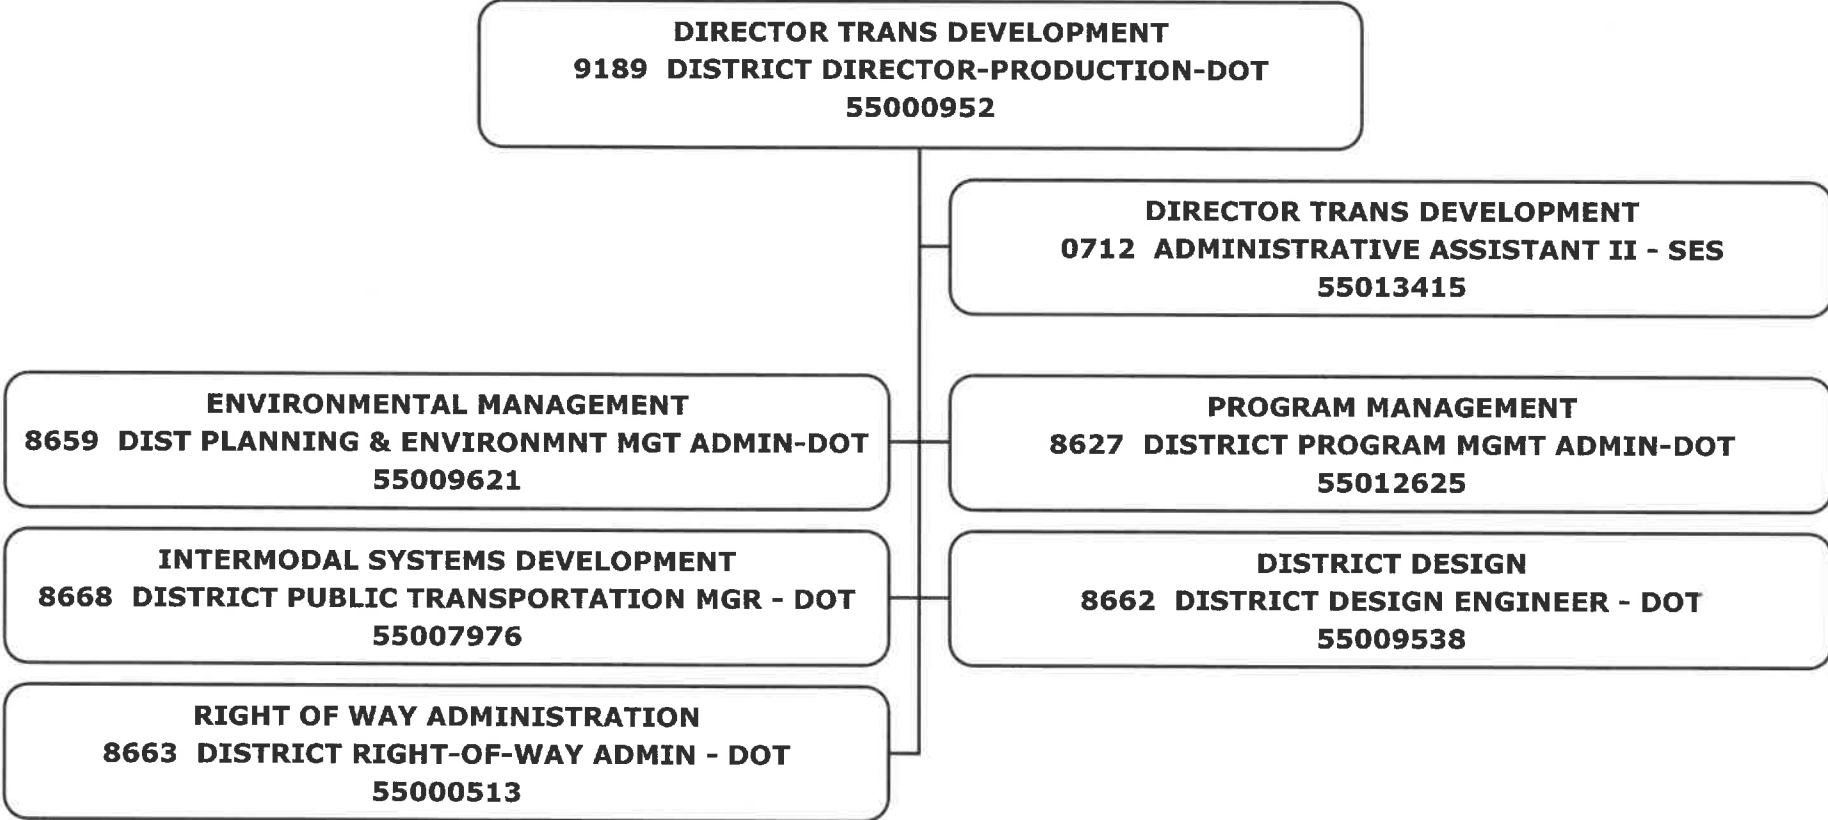 DIRECTOR TRANS DEVELOPMENT
9189 DISTRICT DIRECTOR-PRODUCTION-DOT
55000952
DIRECTOR TRANS DEVELOPMENT
0712 ADMINISTRATIVE ASSISTANT II - SES
55013415
ENVIRONMENTAL MANAGEMENT
8659 DIST PLANNING & ENVIRONMNT MGT ADMIN-DOT
55009621
PROGRAM MANAGEMENT
8627 DISTRICT PROGRAM MGMT ADMIN-DOT
55012625
INTERMODAL SYSTEMS DEVELOPMENT
8668 DISTRICT PUBLIC TRANSPORTATION MGR - DOT
55007976
DISTRICT DESIGN
8662 DISTRICT DESIGN ENGINEER - DOT
55009538
RIGHT OF WAY ADMINISTRATION
8663 DISTRICT RIGHT-OF-WAY ADMIN - DOT
55000513